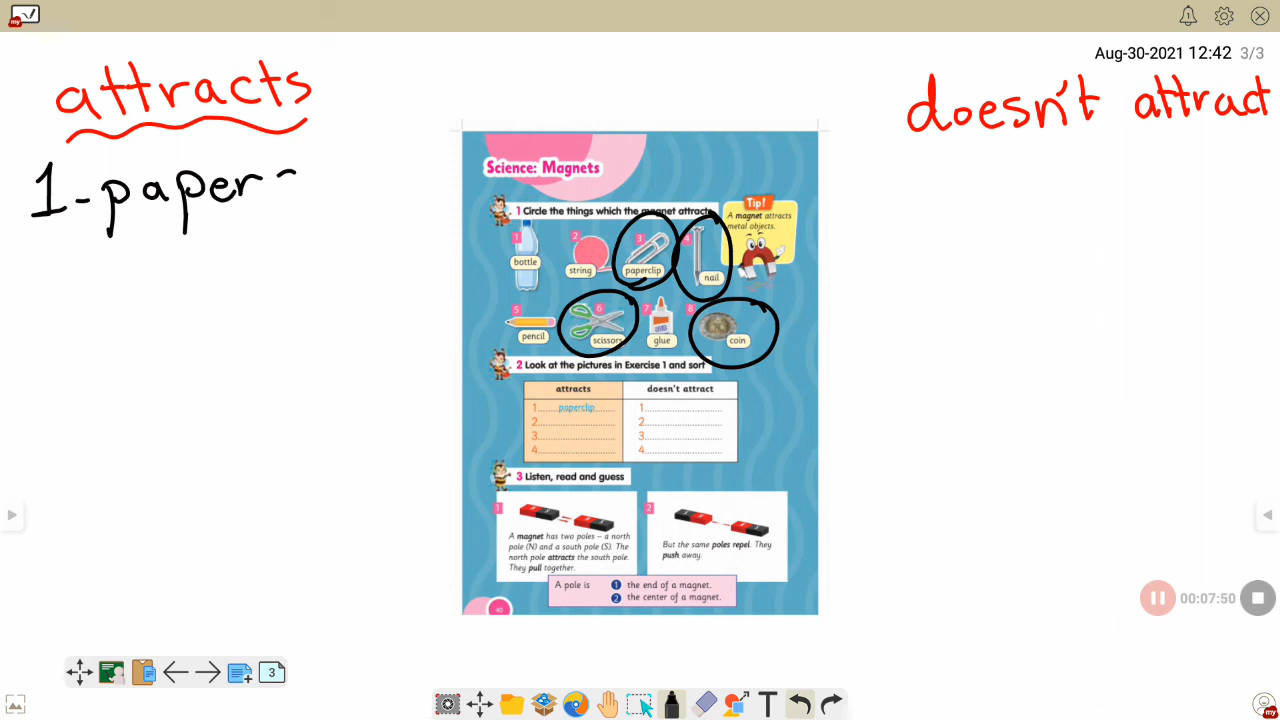 my
Aug-30-2021 12:42 3/3
attracts
doesn't attract
1-paper-
Science: Magnets
1 Circle the things which the magnet attracts
Tip!
A magnet attracts
metal objects.
1 bottle
2 string
3 paperclip
4 nail
5 pencil
6 scissors
7 glue
8 coin
2 Look at the pictures in Exercise 1 and sort
attracts doesn't attract
1 paperclip 1
2 2
3 3
4 4
3 Listen, read and guess
1
A magnet has two poles – a north
pole (N) and a south pole (S). The
north pole attracts the south pole.
They pull together.
2
But the same poles repel. They
push away.
A pole is 1 the end of a magnet.
2 the center of a magnet.
40
00:07:50
3
T
my